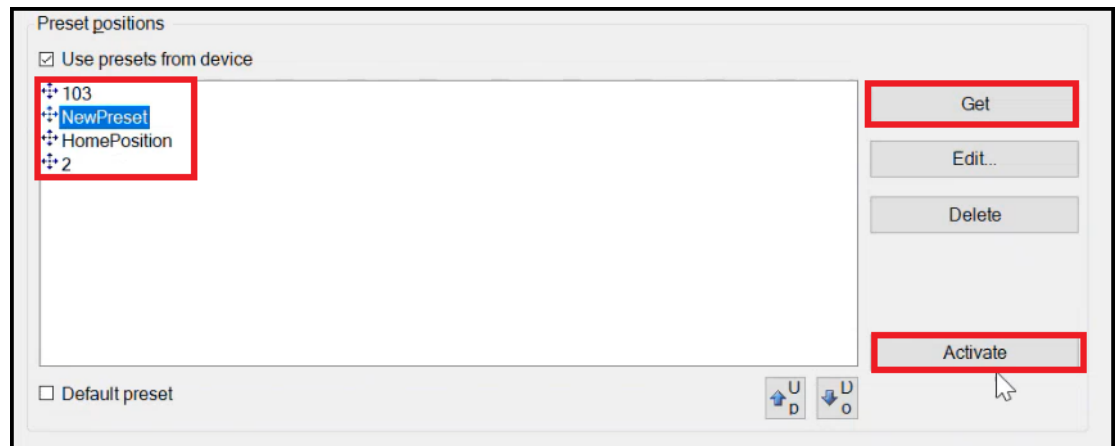 Preset positions
Use presets from device
103
NewPreset
HomePosition
2
Get
Edit...
Delete
Activate
Default preset
U
p
D
o